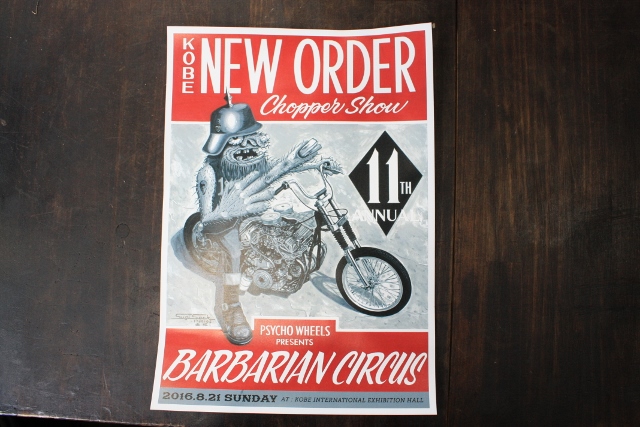 KOBE
NEW ORDER
Chopper Show
11TH
ANNUAL
PSYCHO WHEELS
PRESENTS
BARBARIAN CIRCUS
2016.8.21 SUNDAY AT : KOBE INTERNATIONAL EXHIBITION HALL